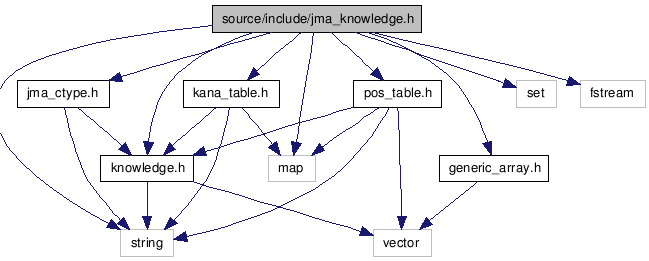 source/include/jma_knowledge.h
jma_ctype.h
kana_table.h
pos_table.h
set
fstream
knowledge.h
map
generic_array.h
string
vector